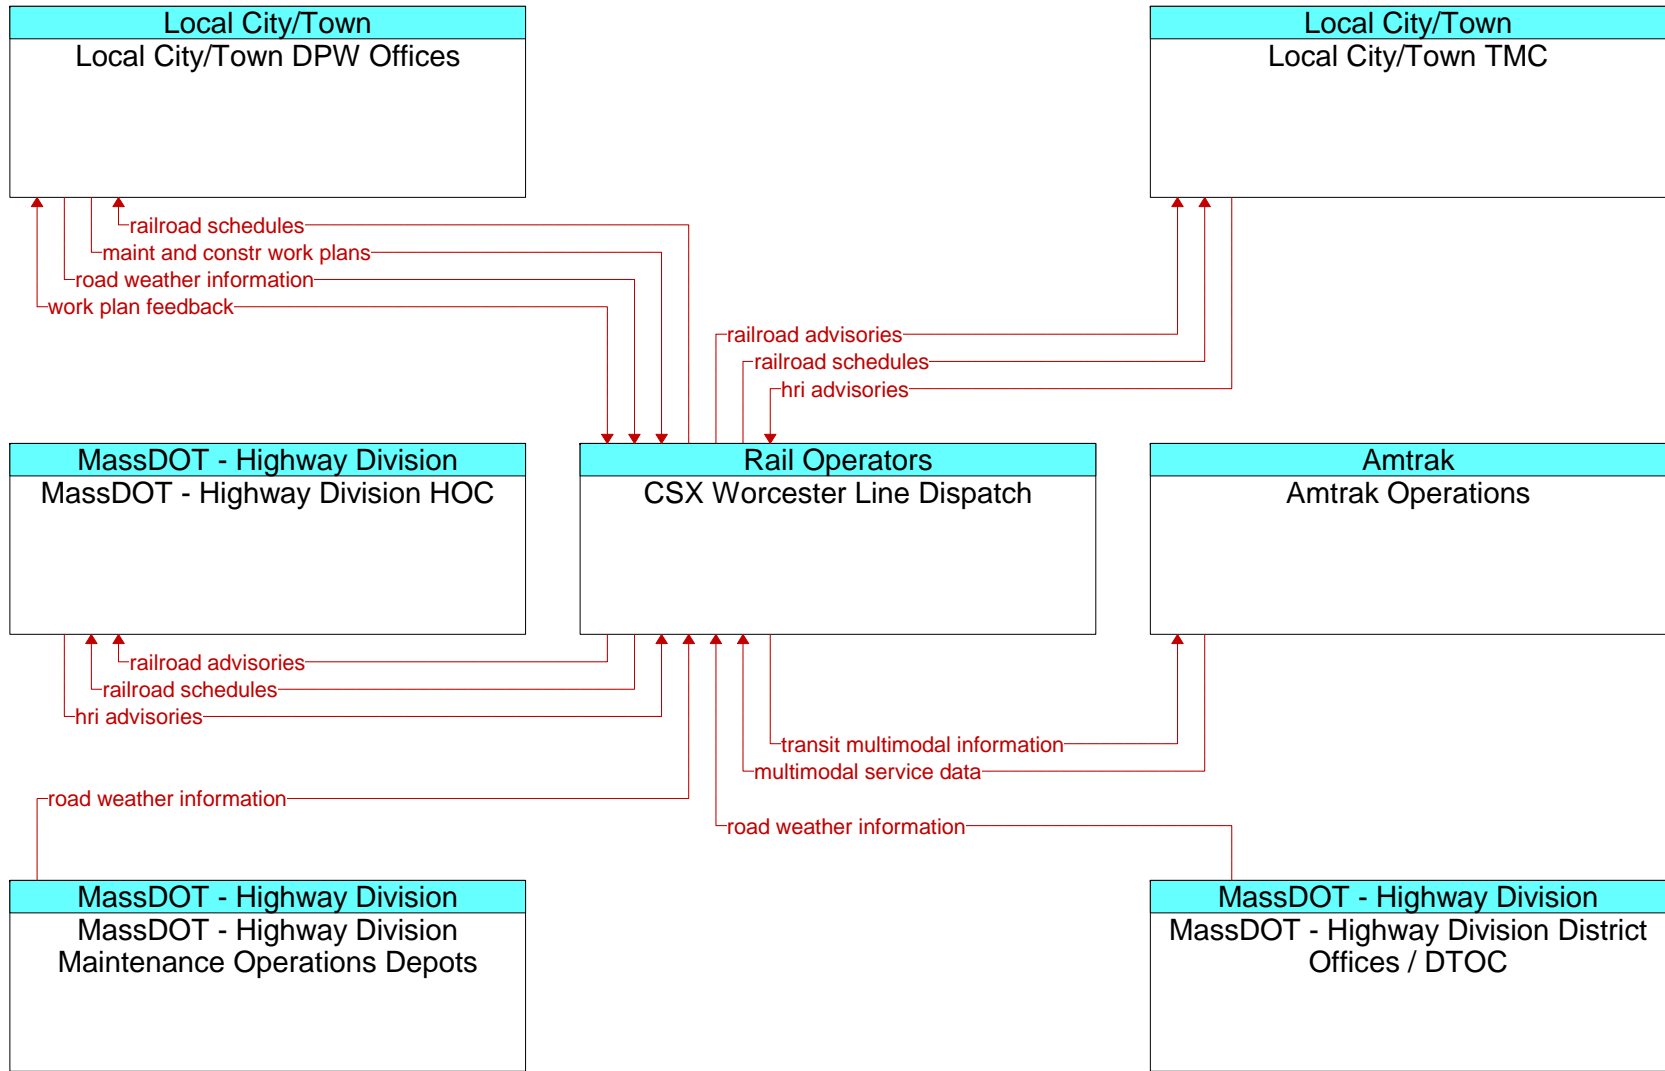 Local City/Town
Local City/Town DPW Offices
Local City/Town
Local City/Town TMC
railroad schedules
maint and constr work plans
road weather information
work plan feedback
railroad advisories
railroad schedules
hri advisories
MassDOT - Highway Division
MassDOT - Highway Division HOC
Rail Operators
CSX Worcester Line Dispatch
Amtrak
Amtrak Operations
railroad advisories
railroad schedules
hri advisories
transit multimodal information
multimodal service data
road weather information
road weather information
MassDOT - Highway Division
MassDOT - Highway Division
Maintenance Operations Depots
MassDOT - Highway Division
MassDOT - Highway Division District
Offices / DTOC